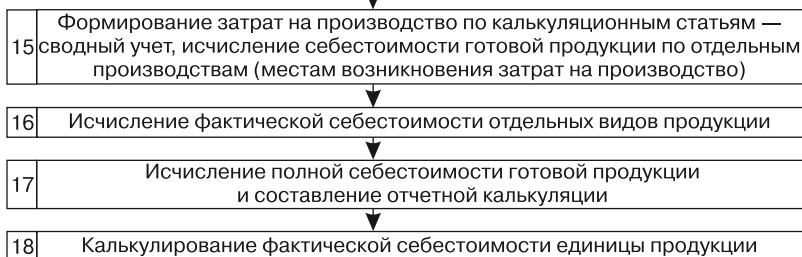 Формирование затрат на производство по калькуляционным статьям —
15 сводный учет, исчисление себестоимости готовой продукции по отдельным
производствам (местам возникновения затрат на производство)
16 Исчисление фактической себестоимости отдельных видов продукции
Исчисление полной себестоимости готовой продукции
17
и составление отчетной калькуляции
18 Калькулирование фактической себестоимости единицы продукции